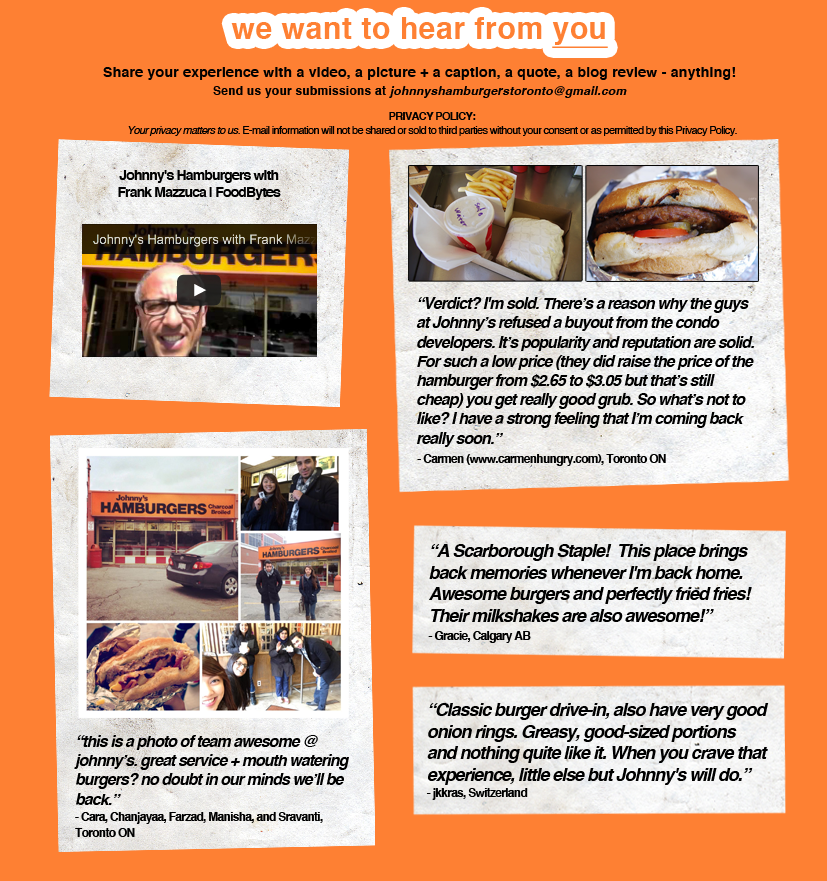 we want to hear from you
Share your experience with a video, a picture + a caption, a quote, a blog review - anything!
Send us your submissions at johnnyshamburgerstoronto@gmail.com
PRIVACY POLICY:
Your privacy matters to us. E-mail information will not be shared or sold to third parties without your consent or as permitted by this Privacy Policy.
Johnny's Hamburgers with
Frank Mazzuca | FoodBytes
Johnny's Hamburgers with Frank Maz...
HAMBURGER
“Verdict? I'm sold. There’s a reason why the guys
at Johnny’s refused a buyout from the condo
developers. It’s popularity and reputation are solid.
For such a low price (they did raise the price of the
hamburger from $2.65 to $3.05 but that’s still
cheap) you get really good grub. So what’s not to
like? I have a strong feeling that I’m coming back
really soon.”
- Carmen (www.carmenhungry.com), Toronto ON
Johnny's
HAMBURGERS
Charcoal
Broiled
Johnny's
HAMBURGERS
“this is a photo of team awesome @
johnny’s. great service + mouth watering
burgers? no doubt in our minds we’ll be
back.”
- Cara, Chanjayaa, Farzad, Manisha, and Sravanti,
Toronto ON
“A Scarborough Staple!  This place brings
back memories whenever I'm back home.
Awesome burgers and perfectly fried fries!
Their milkshakes are also awesome!”
- Gracie, Calgary AB
“Classic burger drive-in, also have very good
onion rings. Greasy, good-sized portions
and nothing quite like it. When you crave that
experience, little else but Johnny's will do.”
- jkkras, Switzerland